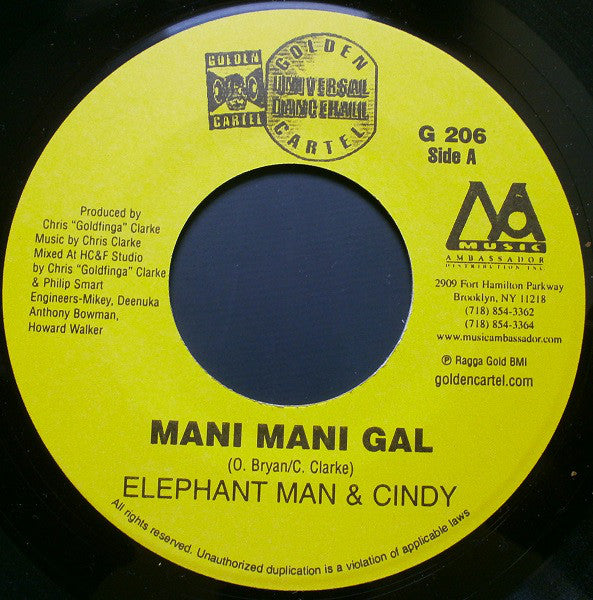 GOLDEN
CARTEL
GOLDEN
UNIVERSAL
DANCEHALL
CARTEL
G 206
Side A
Produced by
Chris "Goldfinga" Clarke
Music by Chris Clarke
Mixed At HC&F Studio
by Chris "Goldfinga" Clarke
& Philip Smart
Engineers-Mikey, Deenuka
Anthony Bowman,
Howard Walker
MA
MUSIC
AMBASSADOR
DISTRIBUTION INC
2909 Fort Hamilton Parkway
Brooklyn, NY 11218
(718) 854-3362
(718) 854-3364
www.musicambassador.com
℗ Ragga Gold BMI
goldencartel.com
MANI MANI GAL
(O. Bryan/C. Clarke)
ELEPHANT MAN & CINDY
All rights reserved. Unauthorized duplication is a violation of applicable laws